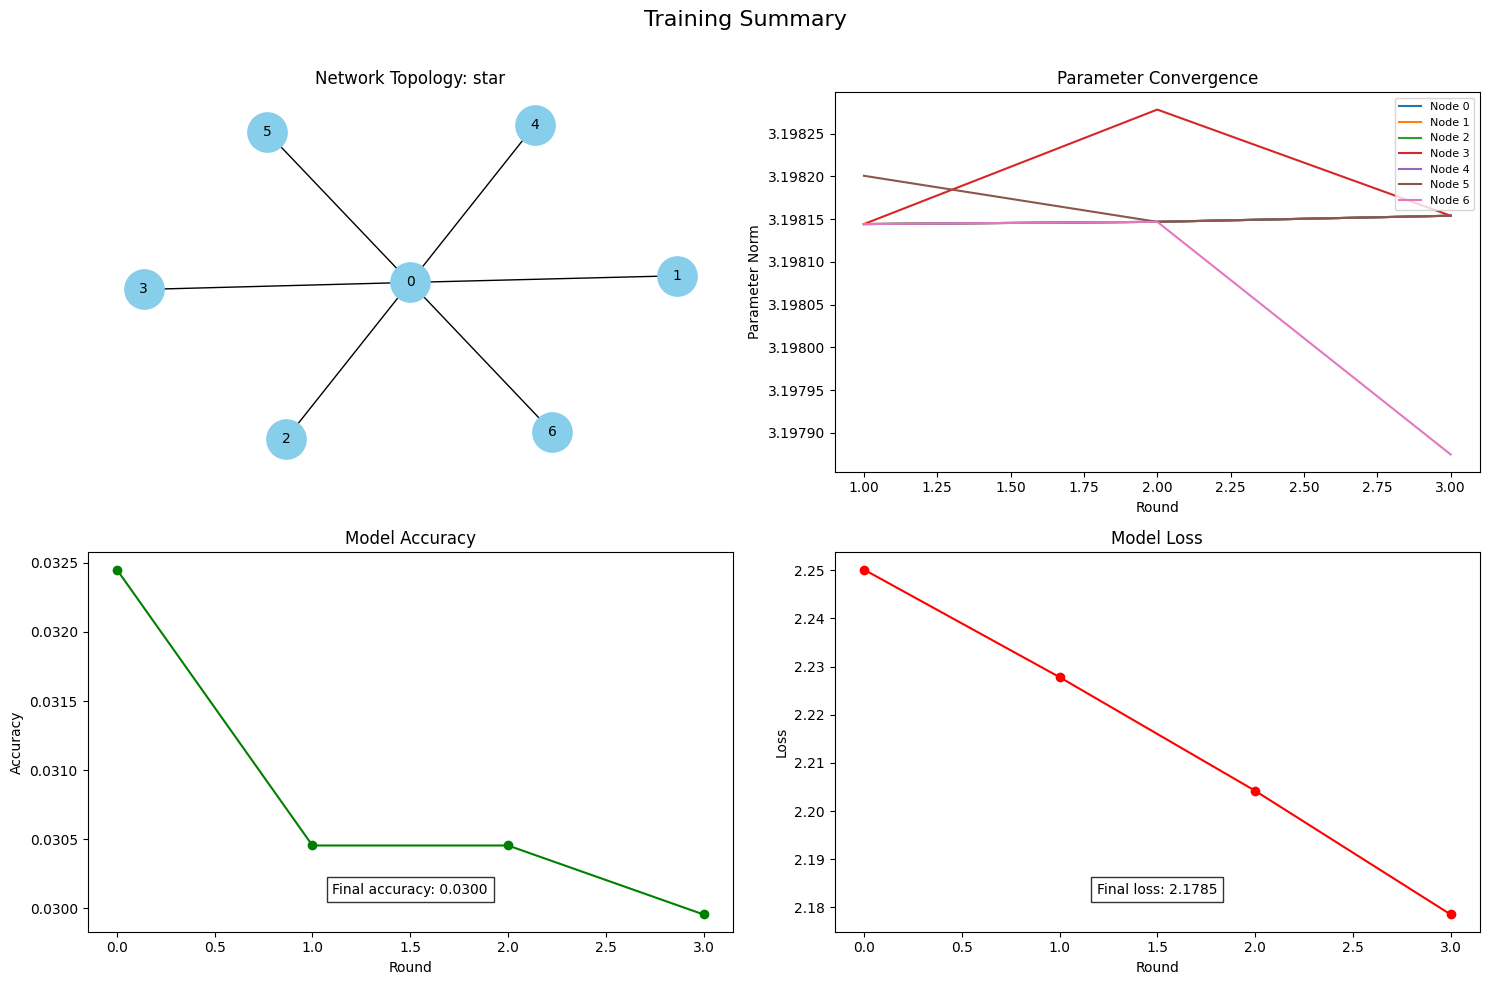 Training Summary
Network Topology: star
5
4
0
1
3
2
6
Parameter Convergence
Node 0
Node 1
Node 2
Node 3
Node 4
Node 5
Node 6
3.19825
3.19820
3.19815
3.19810
3.19805
3.19800
3.19795
3.19790
Parameter Norm
1.00 1.25 1.50 1.75 2.00 2.25 2.50 2.75 3.00
Round
Model Accuracy
0.0325
0.0320
0.0315
0.0310
0.0305
0.0300
Accuracy
Final accuracy: 0.0300
0.0 0.5 1.0 1.5 2.0 2.5 3.0
Round
Model Loss
2.25
2.24
2.23
2.22
2.21
2.20
2.19
2.18
Loss
Final loss: 2.1785
0.0 0.5 1.0 1.5 2.0 2.5 3.0
Round